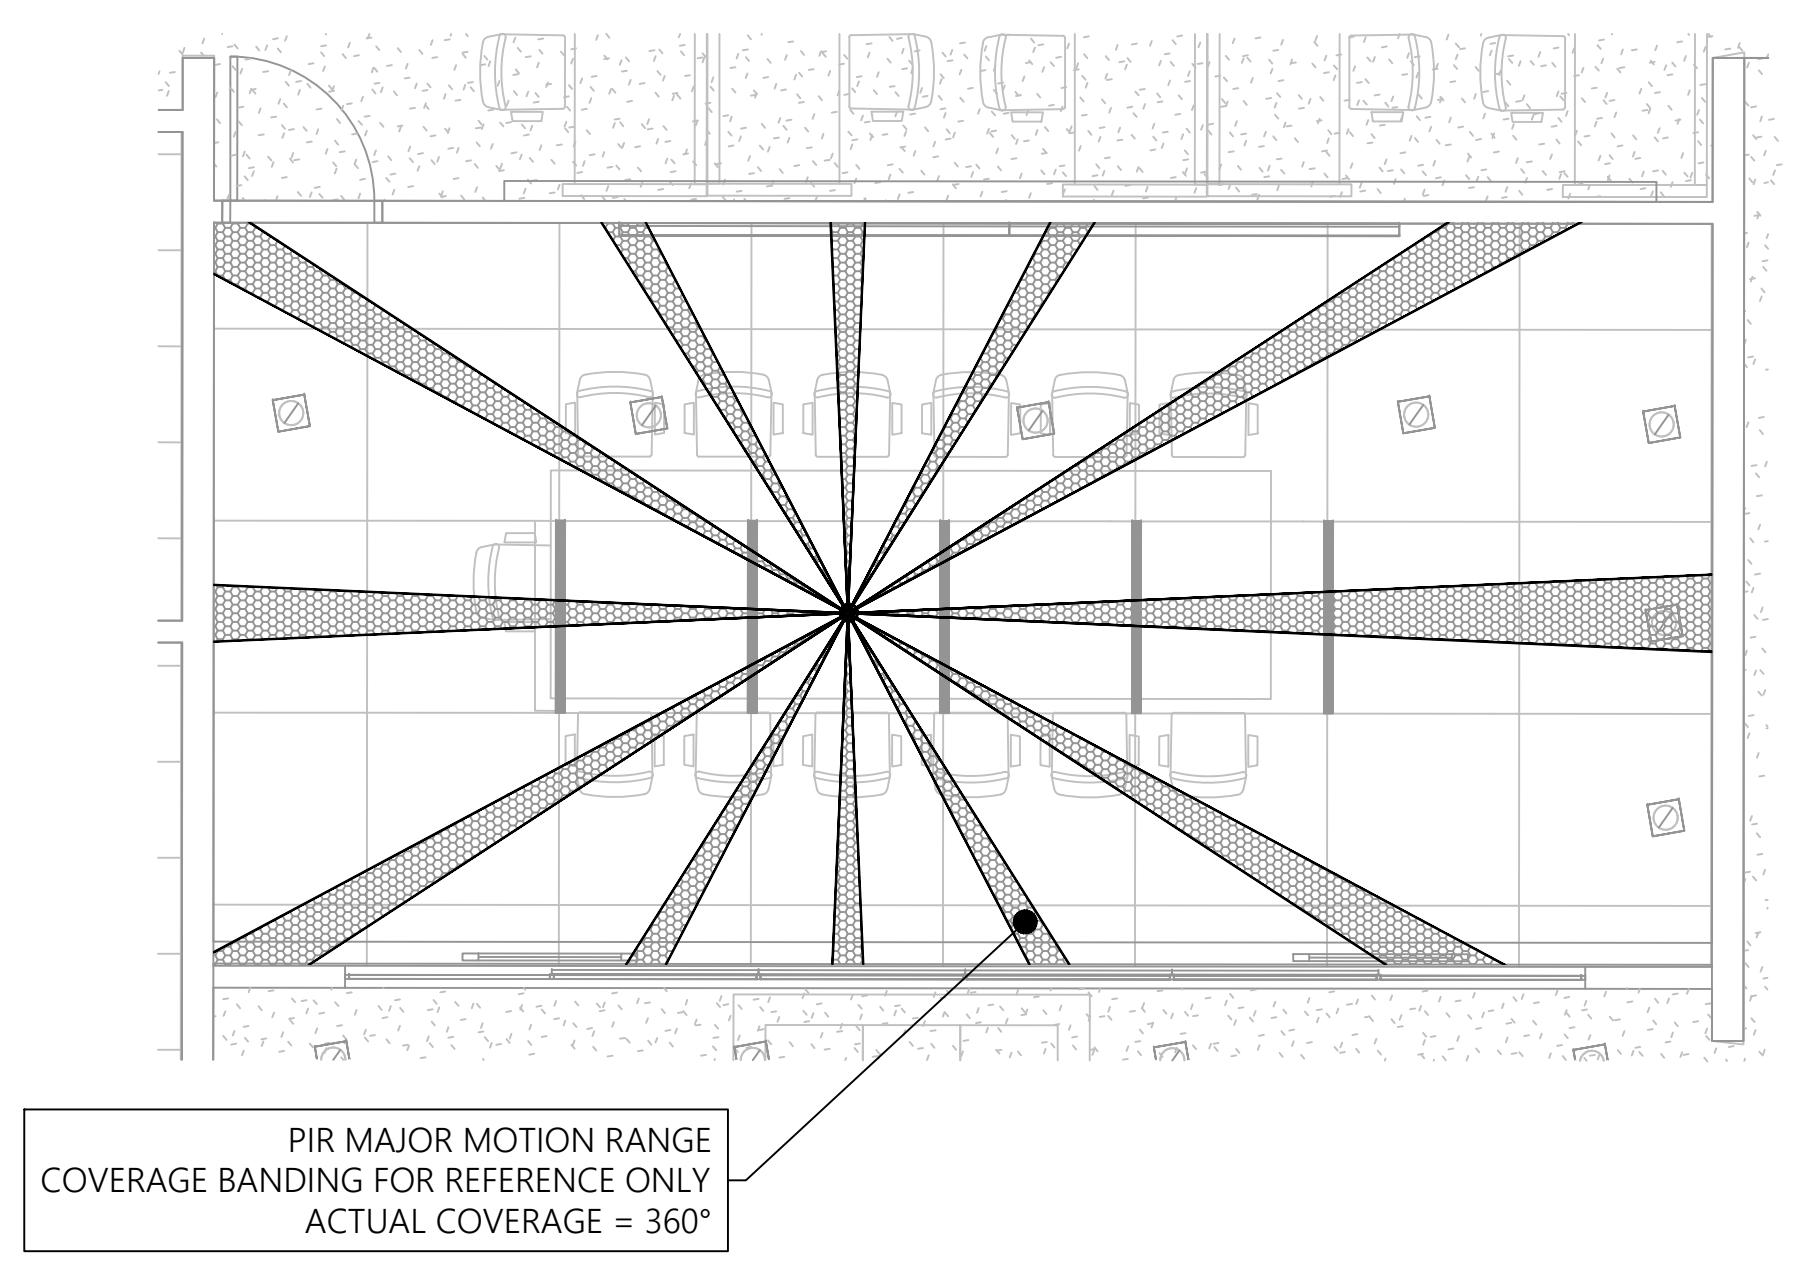 PIR MAJOR MOTION RANGE
COVERAGE BANDING FOR REFERENCE ONLY
ACTUAL COVERAGE = 360°